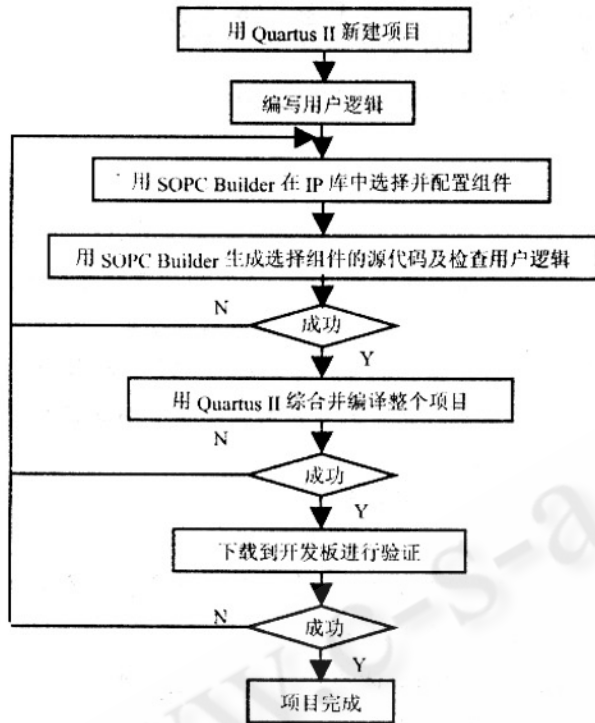 用 Quartus II 新建项目
编写用户逻辑
用 SOPC Builder 在 IP 库中选择并配置组件
用 SOPC Builder 生成选择组件的源代码及检查用户逻辑
N
成功
Y
用 Quartus II 综合并编译整个项目
N
成功
Y
下载到开发板进行验证
N
成功
Y
项目完成